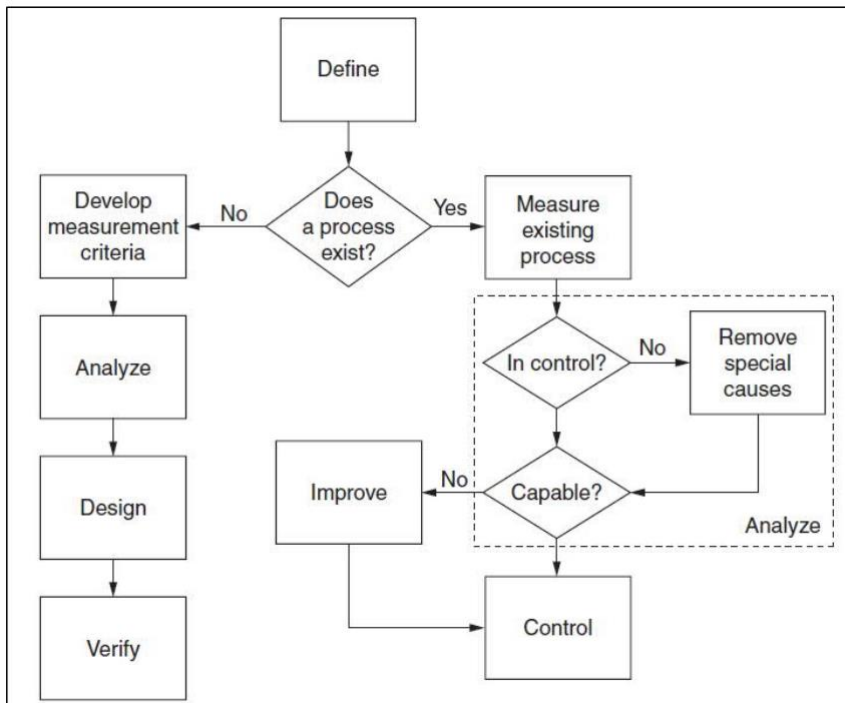 Define
Develop
measurement
criteria
No
Does
a process
exist?
Yes
Measure
existing
process
Analyze
In control?
No
Remove
special
causes
Design
Improve
No
Capable?
Analyze
Verify
Control